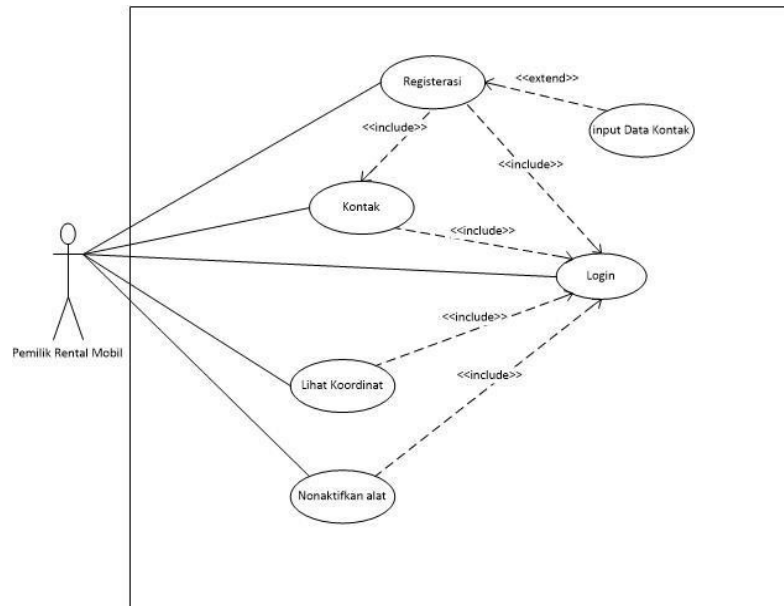 Registerasi
<<extend>>
input Data Kontak
<<include>>
<<include>>
Kontak
<<include>>
Login
<<include>>
Pemilik Rental Mobil
Lihat Koordinat
<<include>>
Nonaktifkan alat